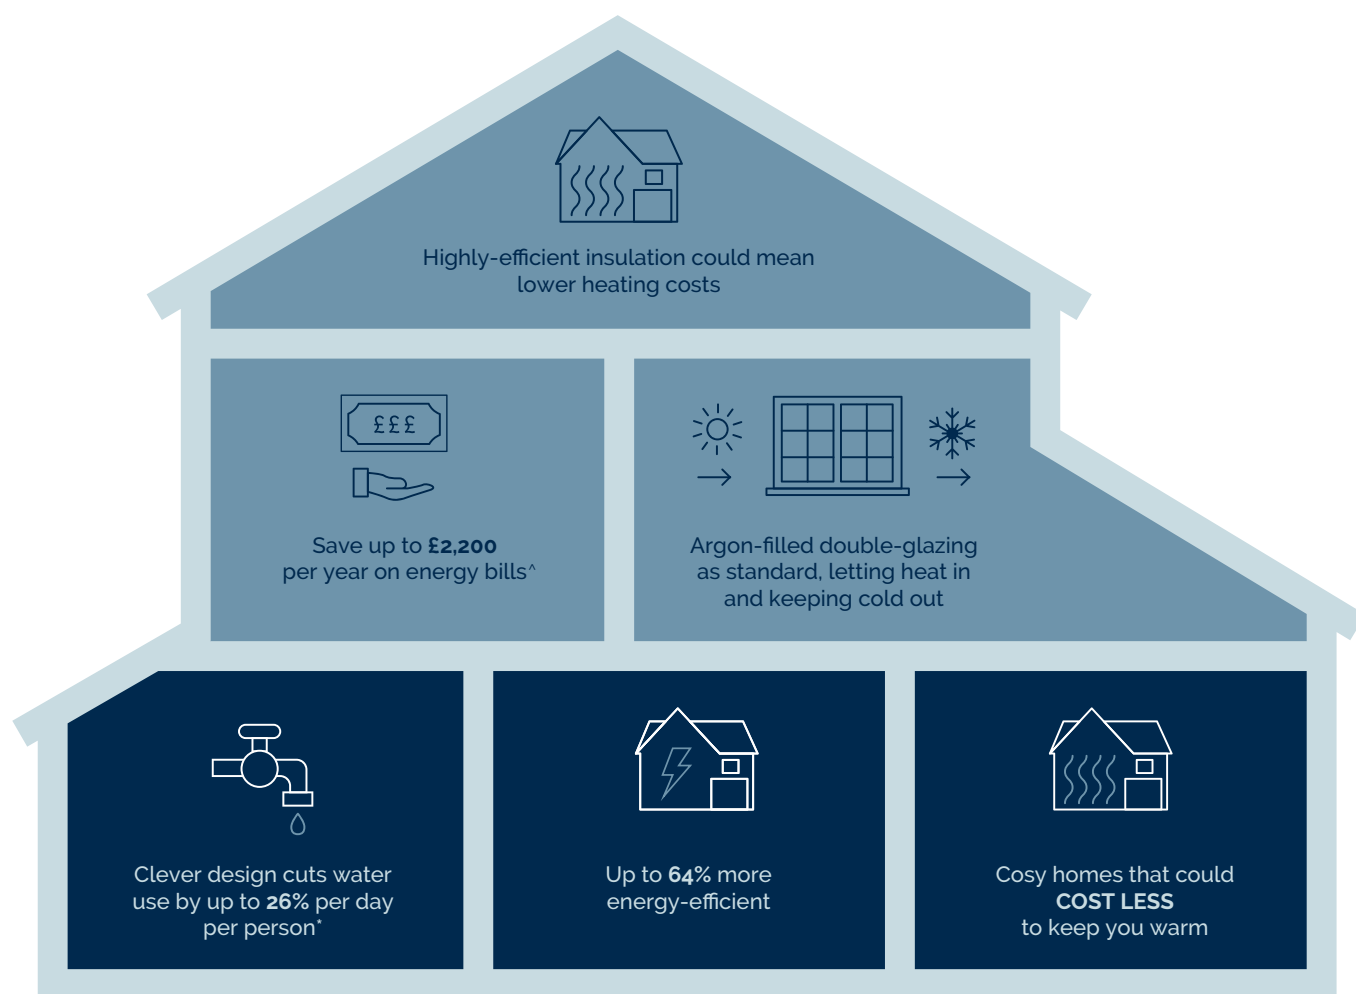 Highly-efficient insulation could mean
lower heating costs
£££
Save up to £2,200
per year on energy bills^
Argon-filled double-glazing
as standard, letting heat in
and keeping cold out
Clever design cuts water
use by up to 26% per day
per person*
Up to 64% more
energy-efficient
Cosy homes that could
COST LESS
to keep you warm